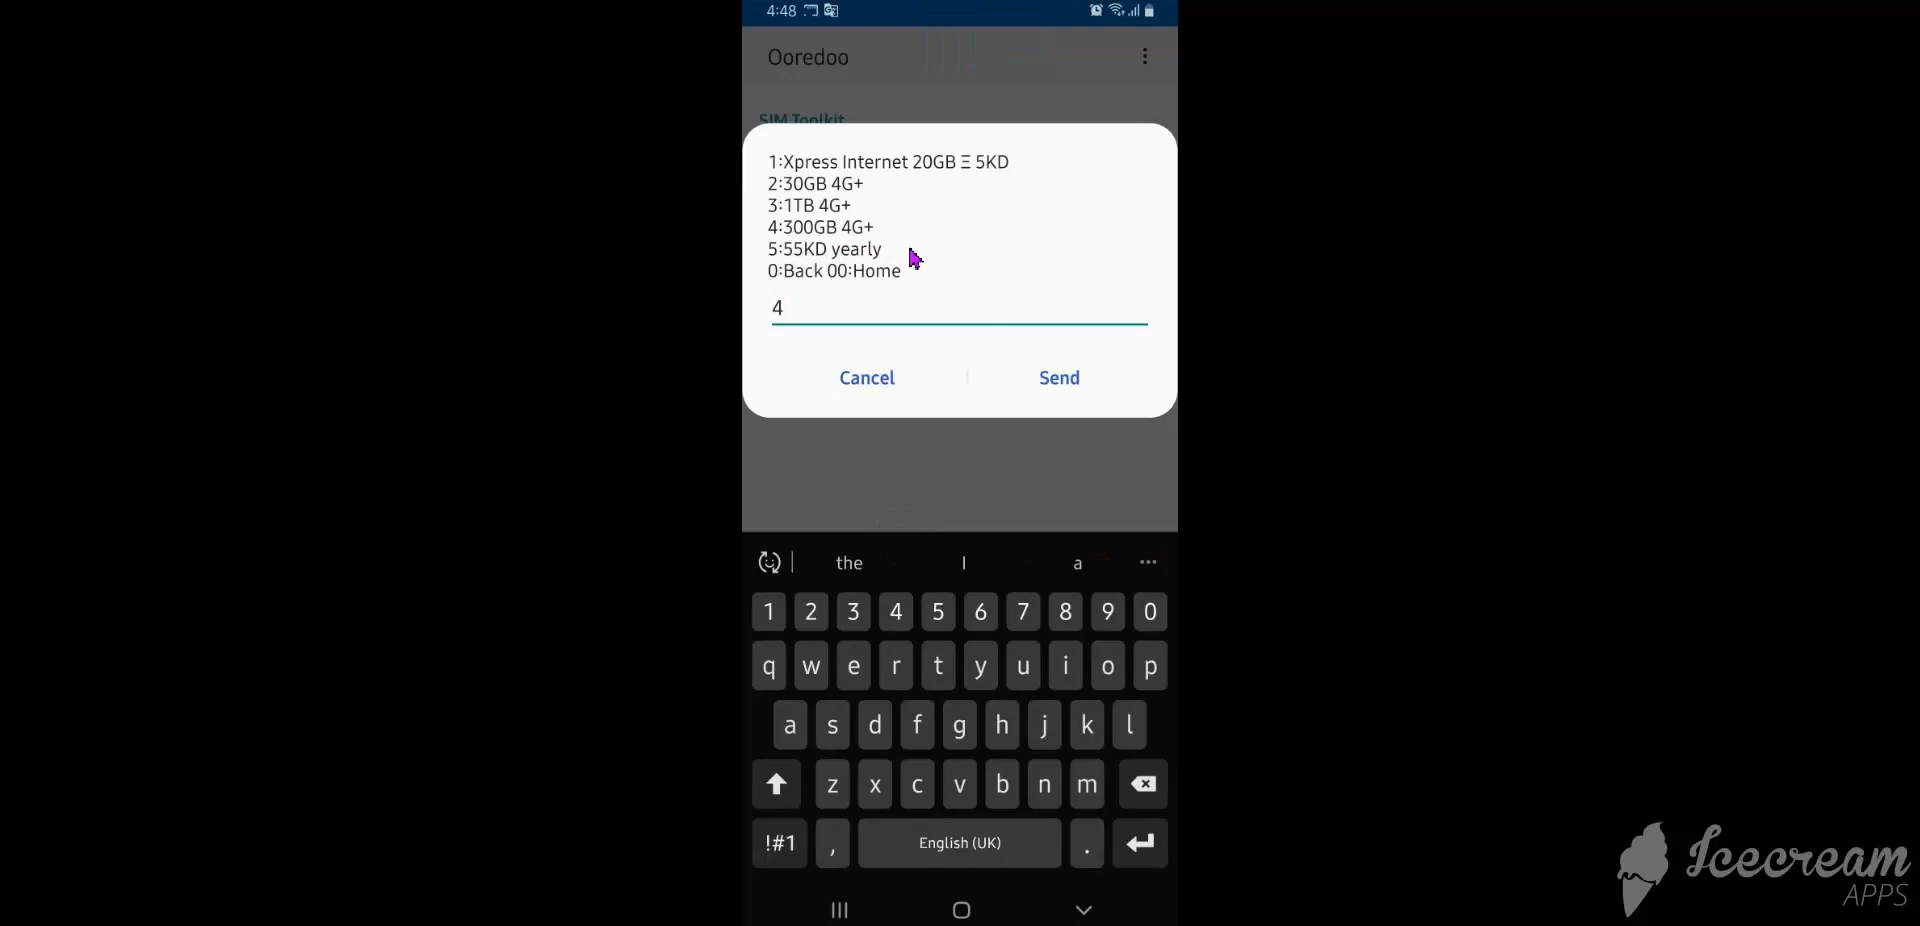 4:48
Ooredoo
SIM Toolkit
1:Xpress Internet 20GB Ξ 5KD
2:30GB 4G+
3:1TB 4G+
4:300GB 4G+
5:55KD yearly
0:Back 00:Home
4
Cancel Send
the I a
1 2 3 4 5 6 7 8 9 0
q w e r t y u i o p
a s d f g h j k l
z x c v b n m
!#1 , English (UK) .
Icecream
APPS